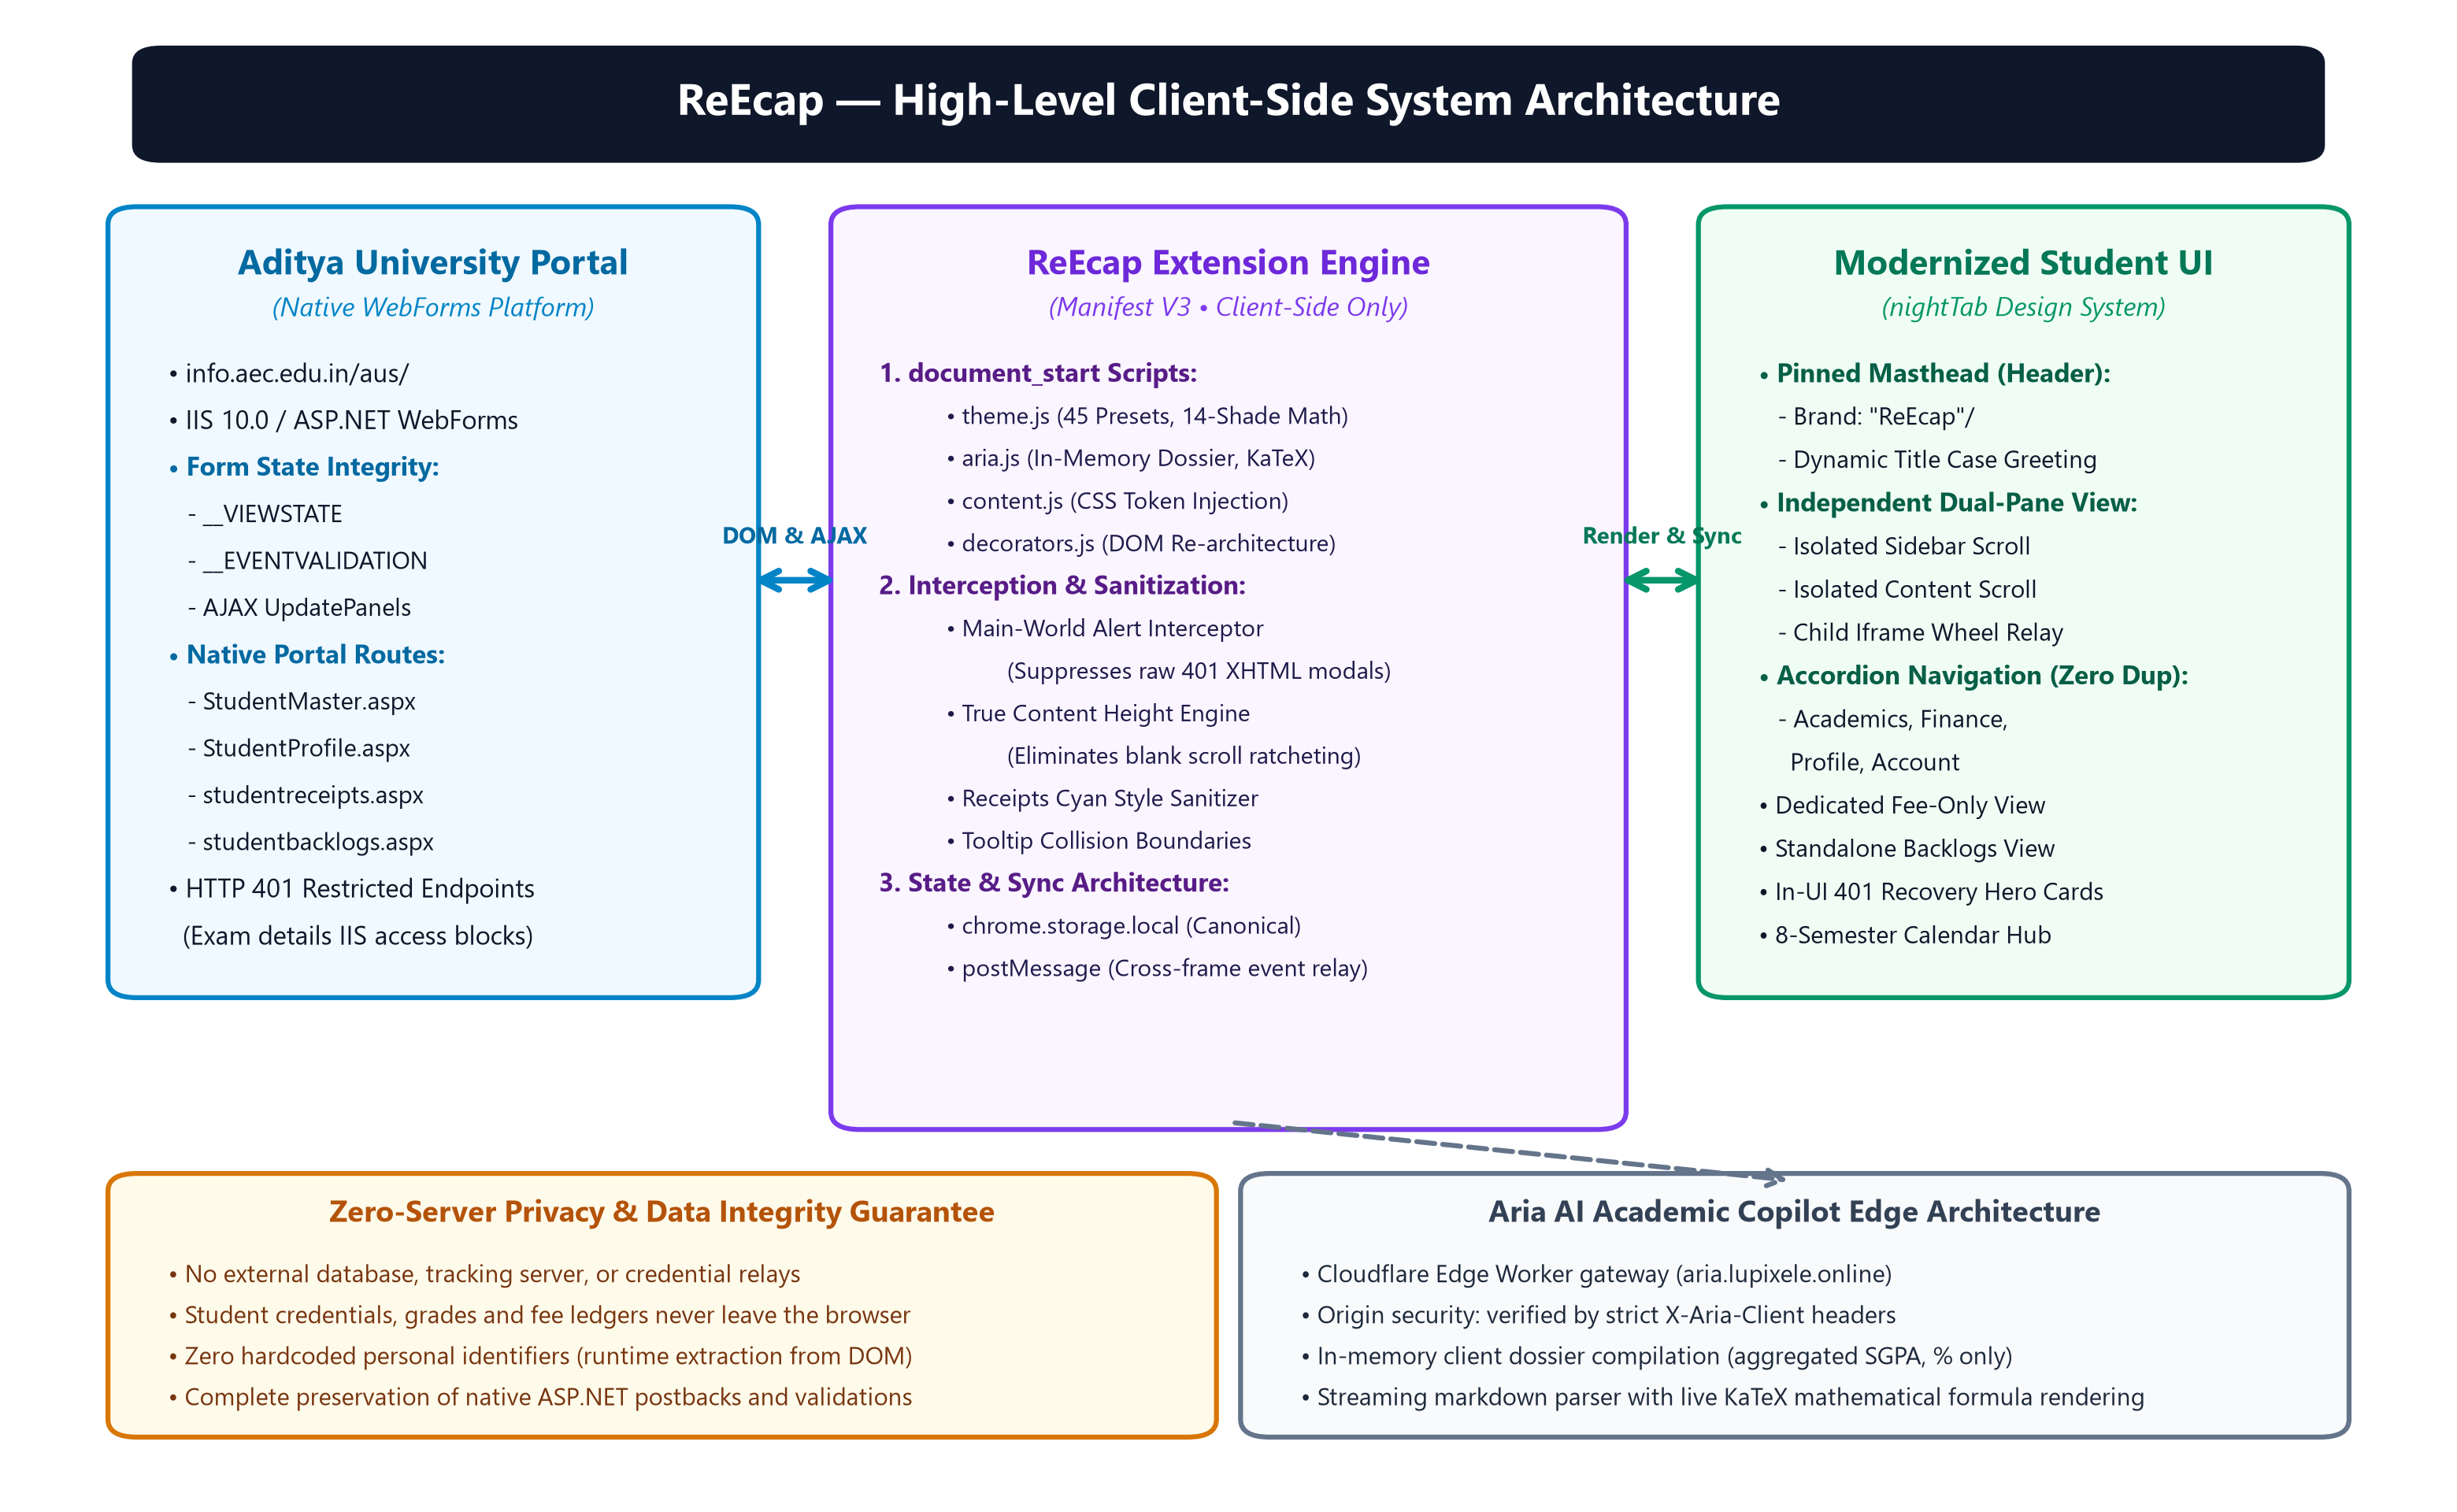 ReEcap — High-Level Client-Side System Architecture
Aditya University Portal
(Native WebForms Platform)
• info.aec.edu.in/aus/
• IIS 10.0 / ASP.NET WebForms
• Form State Integrity:
- __VIEWSTATE
- __EVENTVALIDATION
- AJAX UpdatePanels
• Native Portal Routes:
- StudentMaster.aspx
- StudentProfile.aspx
- studentreceipts.aspx
- studentbacklogs.aspx
• HTTP 401 Restricted Endpoints
(Exam details IIS access blocks)
DOM & AJAX
ReEcap Extension Engine
(Manifest V3 • Client-Side Only)
1. document_start Scripts:
• theme.js (45 Presets, 14-Shade Math)
• aria.js (In-Memory Dossier, KaTeX)
• content.js (CSS Token Injection)
• decorators.js (DOM Re-architecture)
2. Interception & Sanitization:
• Main-World Alert Interceptor
(Suppresses raw 401 XHTML modals)
• True Content Height Engine
(Eliminates blank scroll ratcheting)
• Receipts Cyan Style Sanitizer
• Tooltip Collision Boundaries
3. State & Sync Architecture:
• chrome.storage.local (Canonical)
• postMessage (Cross-frame event relay)
Render & Sync
Modernized Student UI
(nightTab Design System)
• Pinned Masthead (Header):
- Brand: "ReEcap"/
- Dynamic Title Case Greeting
• Independent Dual-Pane View:
- Isolated Sidebar Scroll
- Isolated Content Scroll
- Child Iframe Wheel Relay
• Accordion Navigation (Zero Dup):
- Academics, Finance,
Profile, Account
• Dedicated Fee-Only View
• Standalone Backlogs View
• In-UI 401 Recovery Hero Cards
• 8-Semester Calendar Hub
Zero-Server Privacy & Data Integrity Guarantee
• No external database, tracking server, or credential relays
• Student credentials, grades and fee ledgers never leave the browser
• Zero hardcoded personal identifiers (runtime extraction from DOM)
• Complete preservation of native ASP.NET postbacks and validations
Aria AI Academic Copilot Edge Architecture
• Cloudflare Edge Worker gateway (aria.lupixele.online)
• Origin security: verified by strict X-Aria-Client headers
• In-memory client dossier compilation (aggregated SGPA, % only)
• Streaming markdown parser with live KaTeX mathematical formula rendering